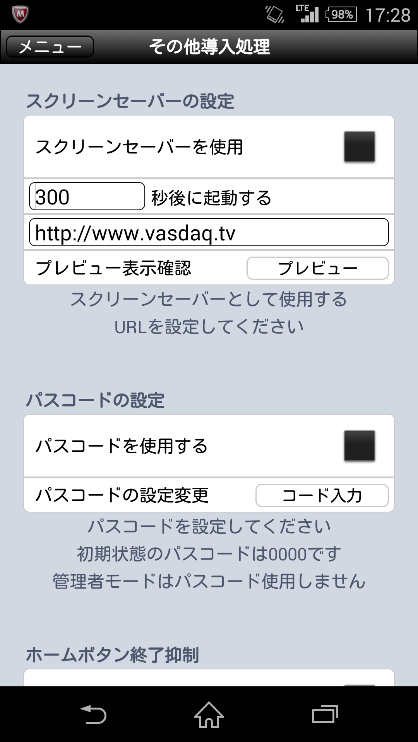 LTE 98% 17:28
メニュー その他導入処理
スクリーンセーバーの設定
スクリーンセーバーを使用
300 秒後に起動する
http://www.vasdaq.tv
プレビュー表示確認 プレビュー
スクリーンセーバーとして使用する
URLを設定してください
パスコードの設定
パスコードを使用する
パスコードの設定変更 コード入力
パスコードを設定してください
初期状態のパスコードは0000です
管理者モードはパスコード使用しません
ホームボタン終了抑制